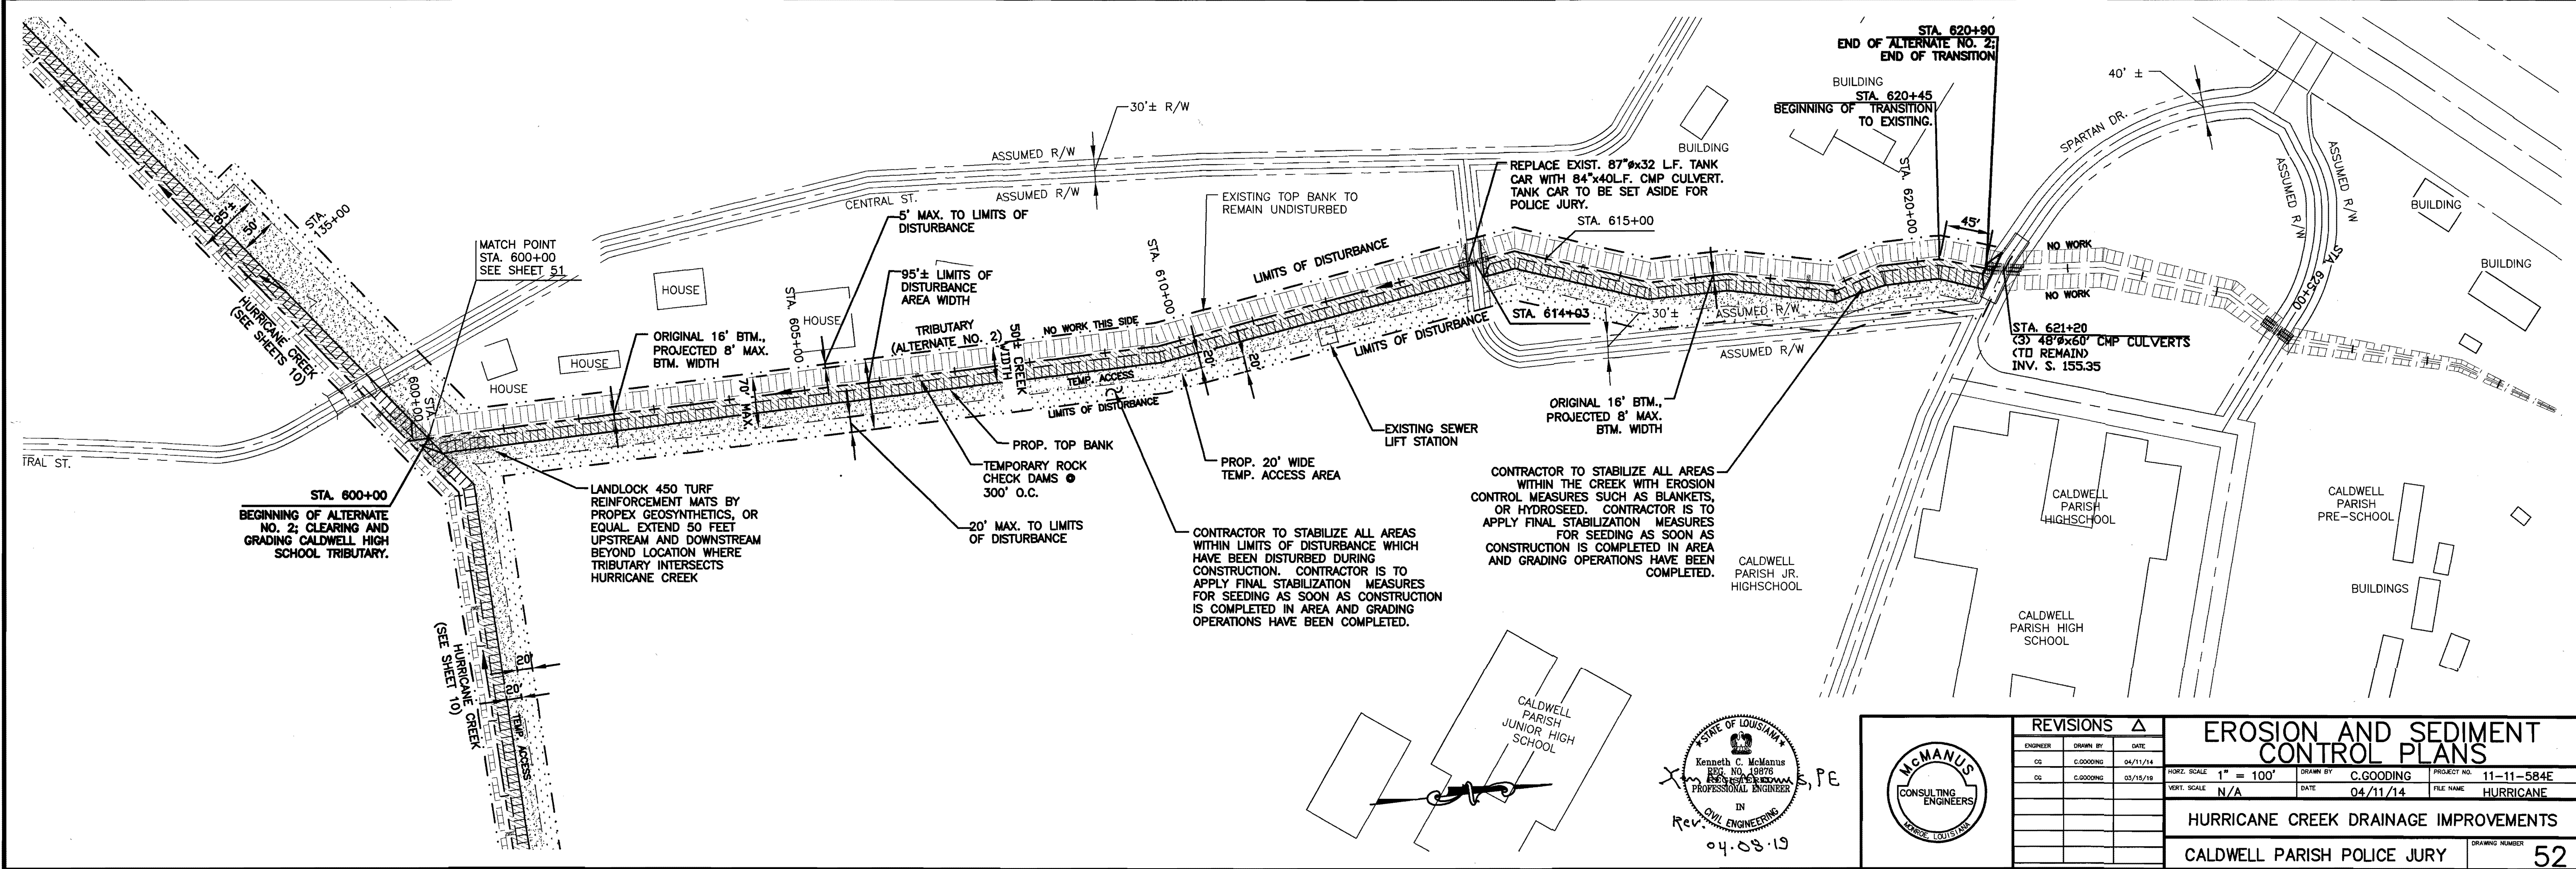 STA. 620+90
END OF ALTERNATE NO. 2;
END OF TRANSITION
BUILDING
STA. 620+45
BEGINNING OF TRANSITION
TO EXISTING.
40' ±
SPARTAN DR.
ASSUMED R/W
ASSUMED R/W
BUILDING
BUILDING
BUILDING
30'± R/W
ASSUMED R/W
ASSUMED R/W
CENTRAL ST.
REPLACE EXIST. 87"øx32 L.F. TANK
CAR WITH 84"x40L.F. CMP CULVERT.
TANK CAR TO BE SET ASIDE FOR
POLICE JURY.
STA. 615+00
STA. 620+00
45'
EXISTING TOP BANK TO
REMAIN UNDISTURBED
5' MAX. TO LIMITS OF
DISTURBANCE
85'±
50'
STA.
135+00
MATCH POINT
STA. 600+00
SEE SHEET 51
HOUSE
STA. 605+00
HOUSE
95'± LIMITS OF
DISTURBANCE
AREA WIDTH
STA. 610+00
LIMITS OF DISTURBANCE
NO WORK
NO WORK
STA. 625+00
HURRICANE CREEK
(SEE SHEETS 10)
HOUSE
HOUSE
ORIGINAL 16' BTM.,
PROJECTED 8' MAX.
BTM. WIDTH
TRIBUTARY
(ALTERNATE NO. 2)
50'± CREEK
WIDTH
NO WORK THIS SIDE
STA. 614+03
30' ±
ASSUMED R/W
ASSUMED R/W
STA. 621+20
(3) 48"øx60' CMP CULVERTS
(TO REMAIN)
INV. S. 155.35
70' MAX.
TEMP. ACCESS
20'
20'
LIMITS OF DISTURBANCE
LIMITS OF DISTURBANCE
STA.
600+00
TRAL ST.
STA. 600+00
BEGINNING OF ALTERNATE
NO. 2; CLEARING AND
GRADING CALDWELL HIGH
SCHOOL TRIBUTARY.
LANDLOCK 450 TURF
REINFORCEMENT MATS BY
PROPEX GEOSYNTHETICS, OR
EQUAL. EXTEND 50 FEET
UPSTREAM AND DOWNSTREAM
BEYOND LOCATION WHERE
TRIBUTARY INTERSECTS
HURRICANE CREEK
PROP. TOP BANK
TEMPORARY ROCK
CHECK DAMS @
300' O.C.
20' MAX. TO LIMITS
OF DISTURBANCE
PROP. 20' WIDE
TEMP. ACCESS AREA
EXISTING SEWER
LIFT STATION
ORIGINAL 16' BTM.,
PROJECTED 8' MAX.
BTM. WIDTH
CONTRACTOR TO STABILIZE ALL AREAS
WITHIN LIMITS OF DISTURBANCE WHICH
HAVE BEEN DISTURBED DURING
CONSTRUCTION. CONTRACTOR IS TO
APPLY FINAL STABILIZATION MEASURES
FOR SEEDING AS SOON AS CONSTRUCTION
IS COMPLETED IN AREA AND GRADING
OPERATIONS HAVE BEEN COMPLETED.
CONTRACTOR TO STABILIZE ALL AREAS
WITHIN THE CREEK WITH EROSION
CONTROL MEASURES SUCH AS BLANKETS,
OR HYDROSEED. CONTRACTOR IS TO
APPLY FINAL STABILIZATION MEASURES
FOR SEEDING AS SOON AS
CONSTRUCTION IS COMPLETED IN AREA
AND GRADING OPERATIONS HAVE BEEN
COMPLETED.
CALDWELL
PARISH JR.
HIGHSCHOOL
CALDWELL
PARISH
HIGHSCHOOL
CALDWELL
PARISH
PRE-SCHOOL
BUILDINGS
CALDWELL
PARISH HIGH
SCHOOL
HURRICANE CREEK
(SEE SHEET 10)
20'
20'
TEMP. ACCESS
CALDWELL
PARISH
JUNIOR HIGH
SCHOOL
STATE OF LOUISIANA
Kenneth C. McManus
REG. NO. 19876
REGISTERED
PROFESSIONAL ENGINEER
IN
CIVIL ENGINEERING
, PE
Rev.
04.03.19
McMANUS
CONSULTING
ENGINEERS
MONROE, LOUISIANA
REVISIONS △
ENGINEER DRAWN BY DATE
CG C.GOODING 04/11/14
CG C.GOODING 03/15/19
EROSION AND SEDIMENT
CONTROL PLANS
HORZ. SCALE 1" = 100' DRAWN BY C.GOODING PROJECT NO. 11-11-584E
VERT. SCALE N/A DATE 04/11/14 FILE NAME HURRICANE
HURRICANE CREEK DRAINAGE IMPROVEMENTS
CALDWELL PARISH POLICE JURY
DRAWING NUMBER 52